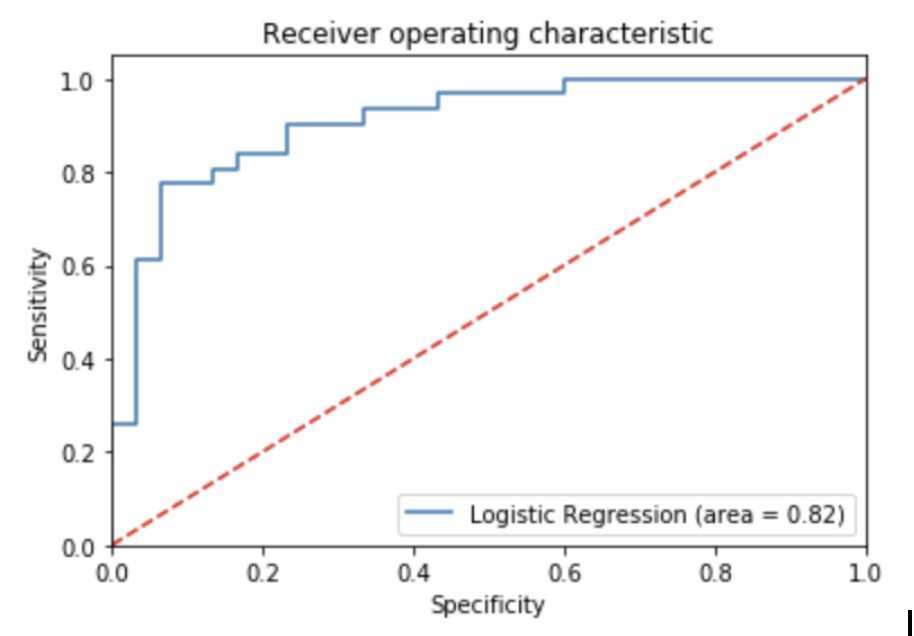 Receiver operating characteristic
1.0
0.8
0.6
0.4
0.2
0.0
Sensitivity
Logistic Regression (area = 0.82)
0.0 0.2 0.4 0.6 0.8 1.0
Specificity